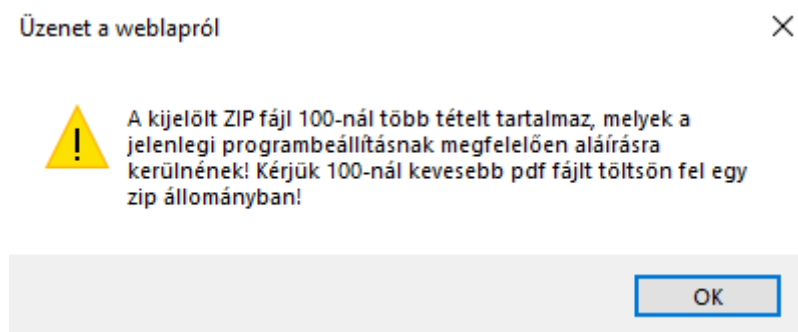 Üzenet a weblapról
A kijelölt ZIP fájl 100-nál több tételt tartalmaz, melyek a
jelenlegi programbeállításnak megfelelően aláírásra
kerülnének! Kérjük 100-nál kevesebb pdf fájlt töltsön fel egy
zip állományban!
OK